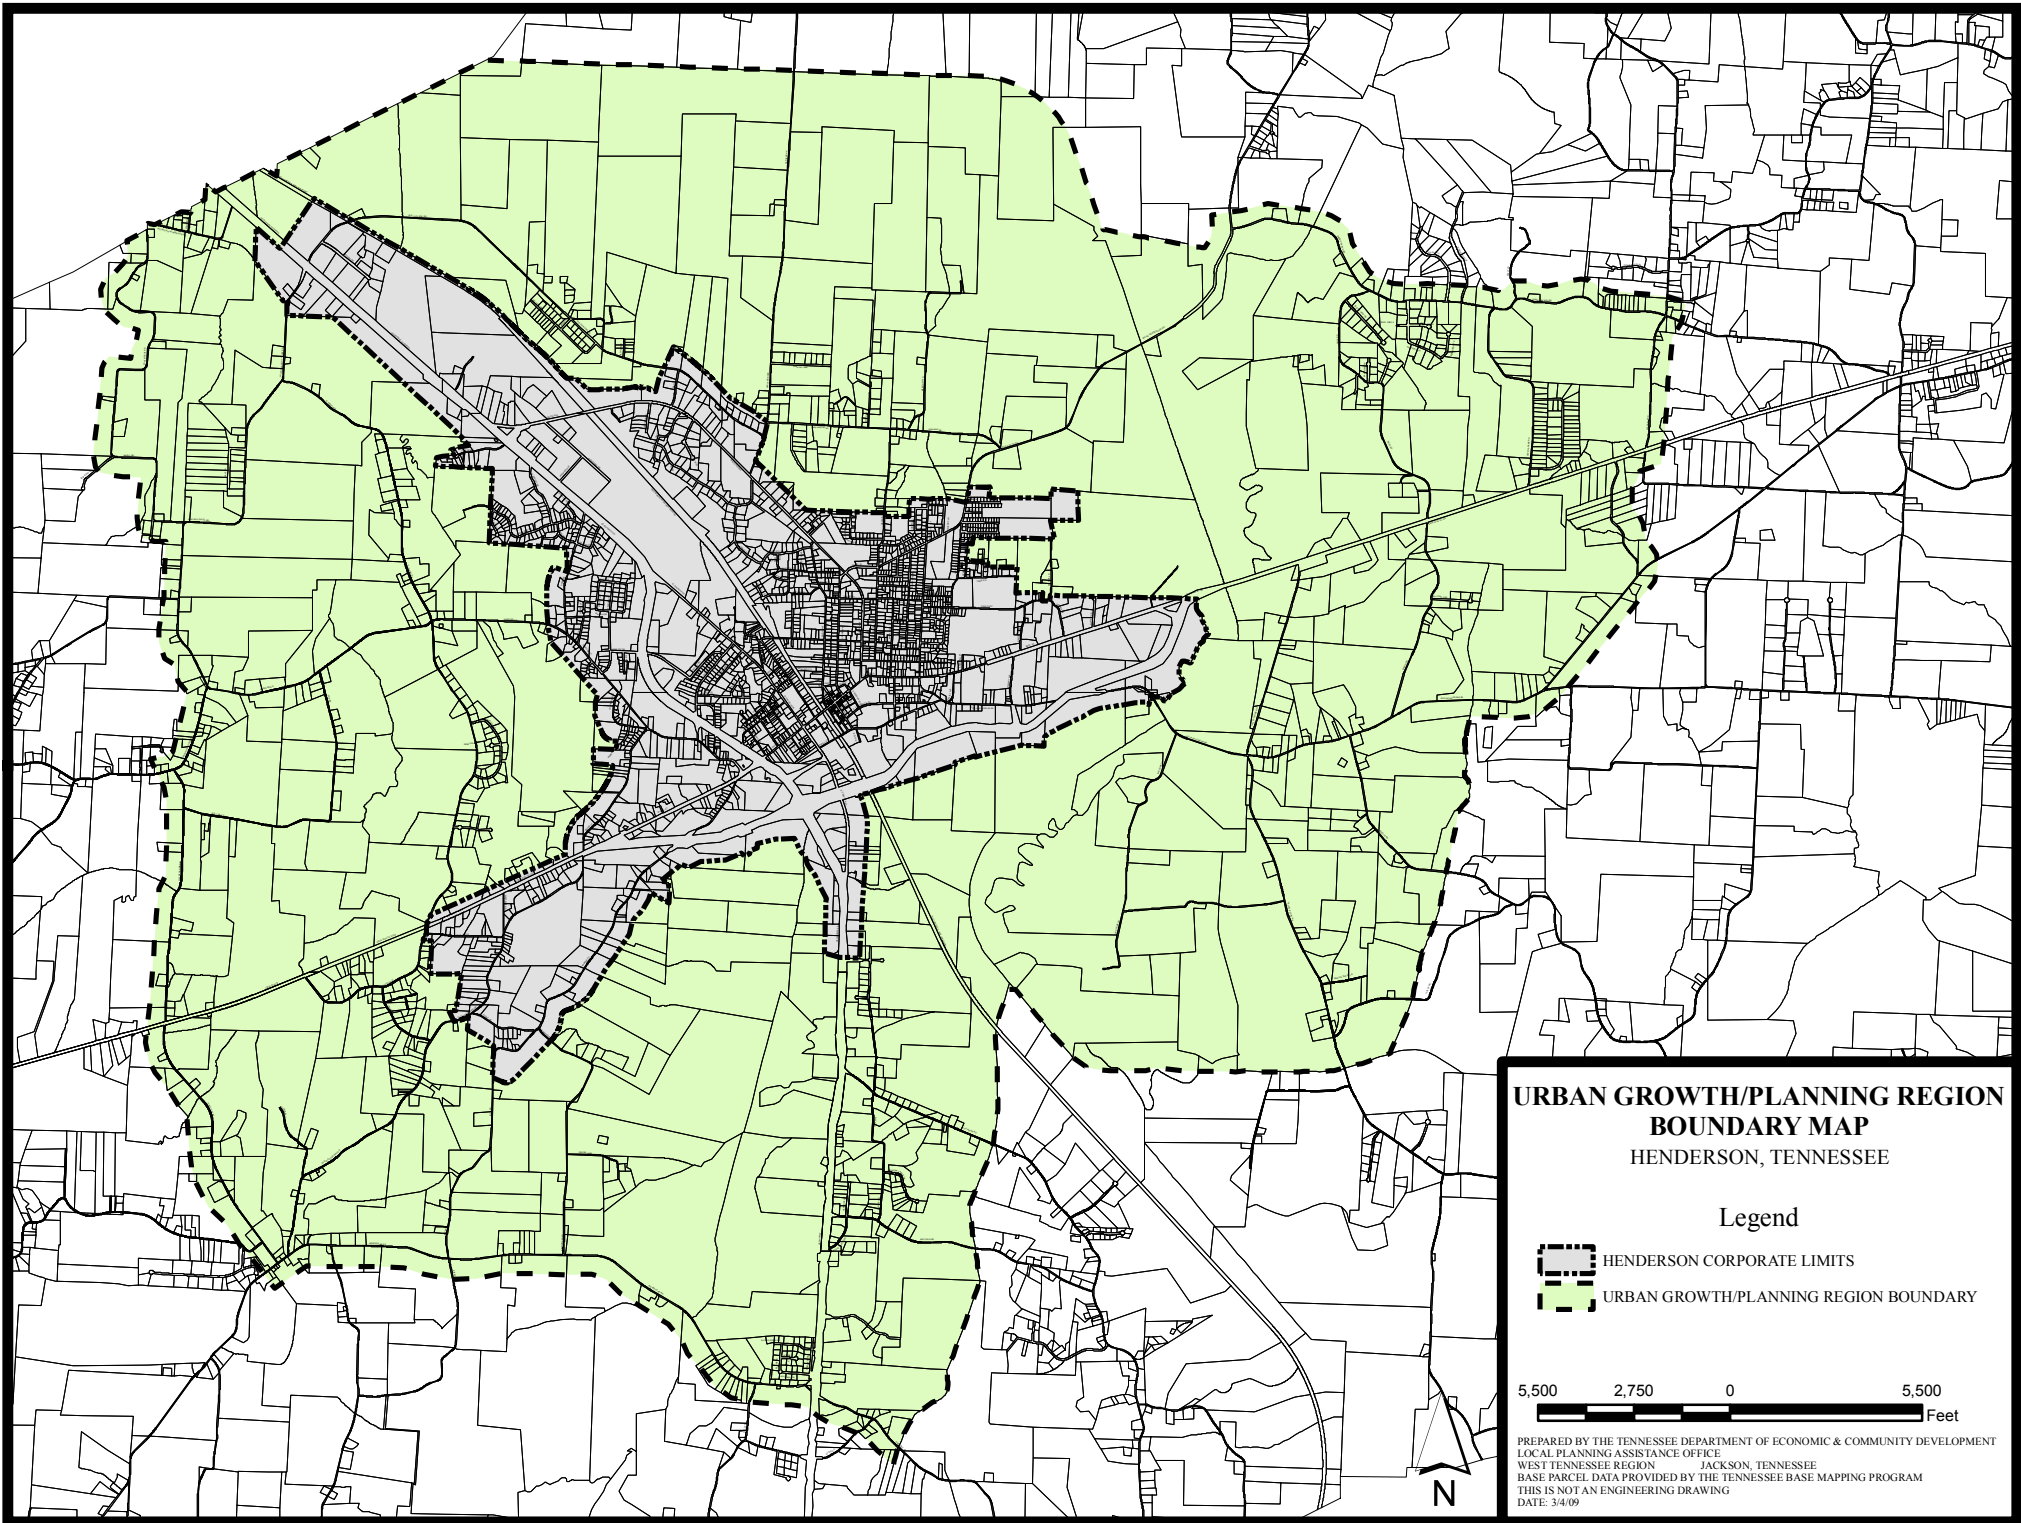 URBAN GROWTH/PLANNING REGION
BOUNDARY MAP
HENDERSON, TENNESSEE
Legend
HENDERSON CORPORATE LIMITS
URBAN GROWTH/PLANNING REGION BOUNDARY
5,500 2,750 0 5,500
Feet
PREPARED BY THE TENNESSEE DEPARTMENT OF ECONOMIC & COMMUNITY DEVELOPMENT
LOCAL PLANNING ASSISTANCE OFFICE
WEST TENNESSEE REGION JACKSON, TENNESSEE
BASE PARCEL DATA PROVIDED BY THE TENNESSEE BASE MAPPING PROGRAM
THIS IS NOT AN ENGINEERING DRAWING
DATE: 3/4/09
N